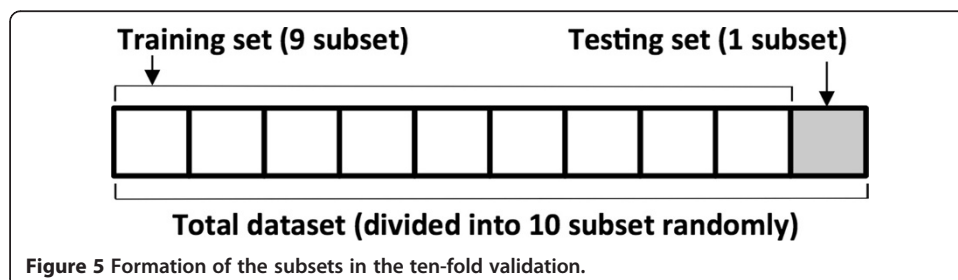 Training set (9 subset) Testing set (1 subset)
Total dataset (divided into 10 subset randomly)
Figure 5 Formation of the subsets in the ten-fold validation.